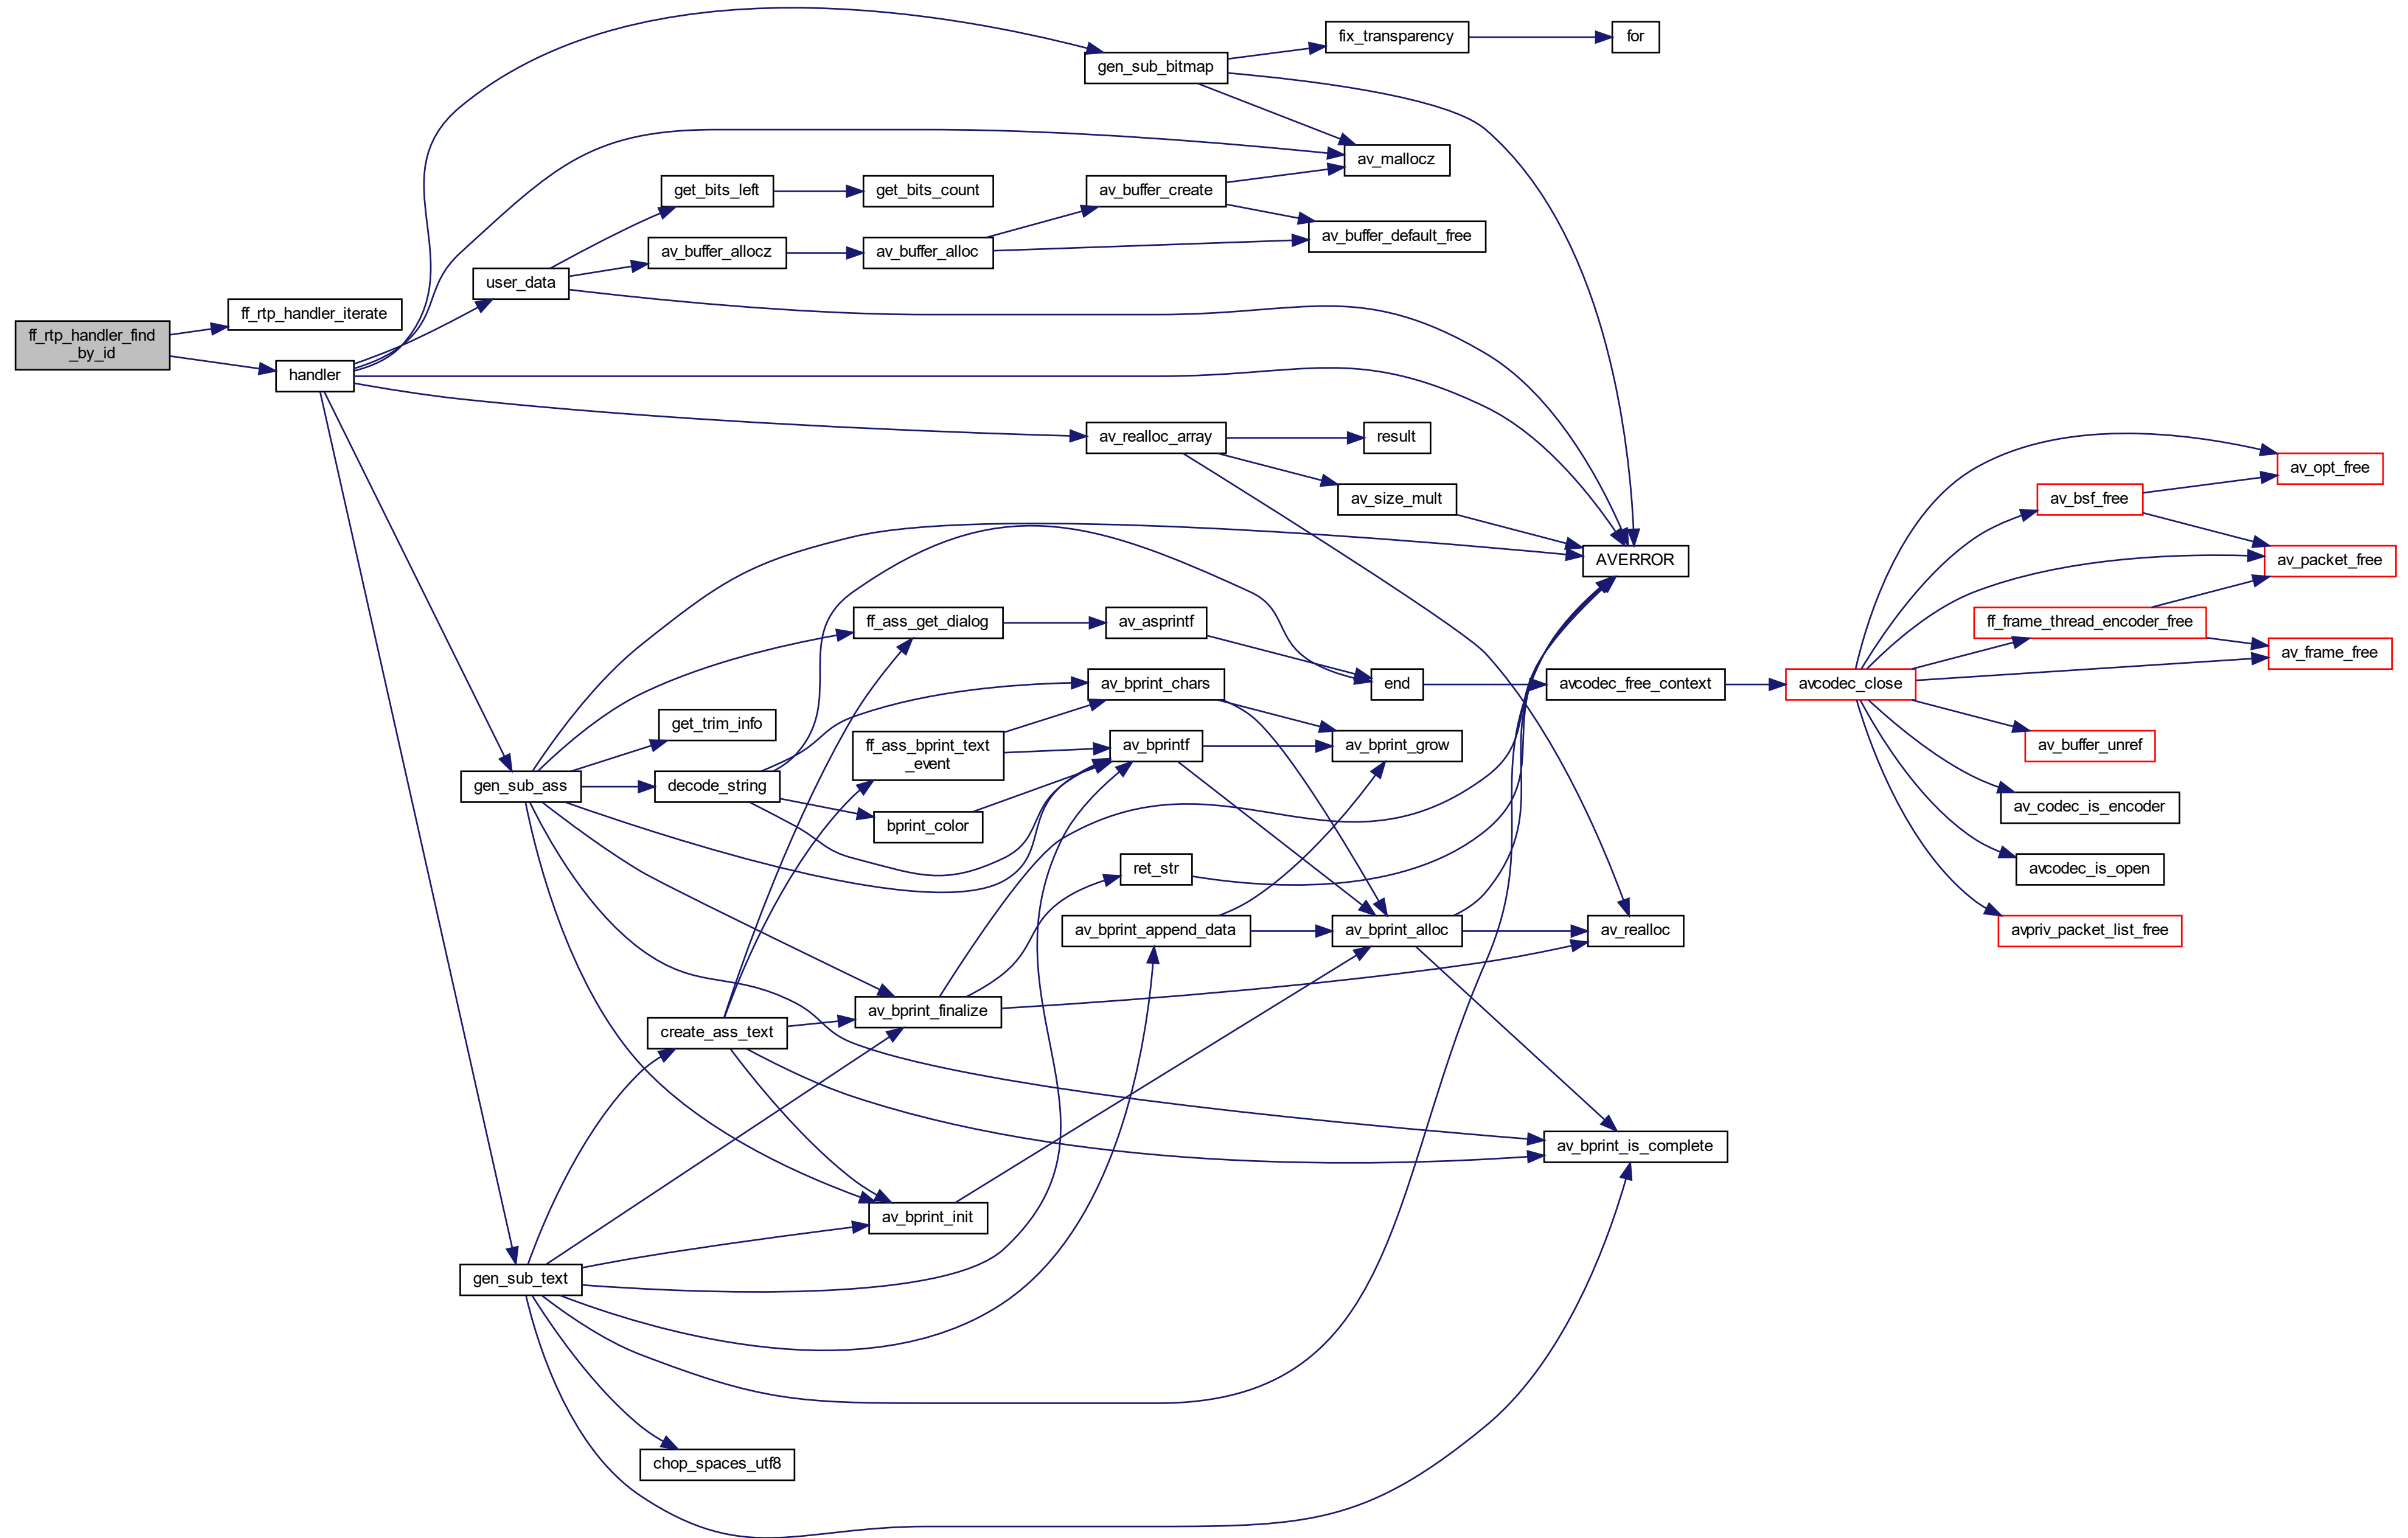 ff_rtp_handler_find
_by_id
ff_rtp_handler_iterate
handler
gen_sub_bitmap
fix_transparency
for
av_mallocz
get_bits_left
get_bits_count
av_buffer_create
av_buffer_allocz
av_buffer_alloc
av_buffer_default_free
user_data
av_realloc_array
result
av_size_mult
AVERROR
ff_ass_get_dialog
av_asprintf
av_bprint_chars
end
avcodec_free_context
avcodec_close
av_opt_free
av_bsf_free
av_packet_free
ff_frame_thread_encoder_free
av_frame_free
av_buffer_unref
av_codec_is_encoder
avcodec_is_open
avpriv_packet_list_free
get_trim_info
ff_ass_bprint_text
_event
av_bprintf
av_bprint_grow
gen_sub_ass
decode_string
bprint_color
ret_str
av_bprint_append_data
av_bprint_alloc
av_realloc
av_bprint_finalize
create_ass_text
av_bprint_is_complete
av_bprint_init
gen_sub_text
chop_spaces_utf8